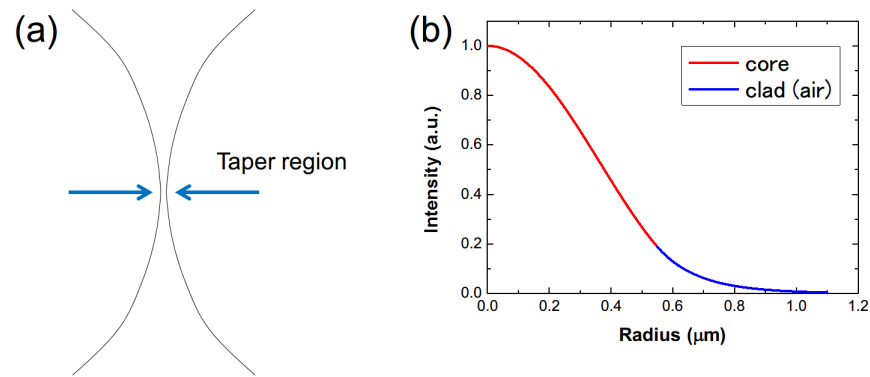 (a)
Taper region
(b)
Intensity (a.u.)
1.0
0.8
0.6
0.4
0.2
0.0
core
clad (air)
0.0 0.2 0.4 0.6 0.8 1.0 1.2
Radius (μm)